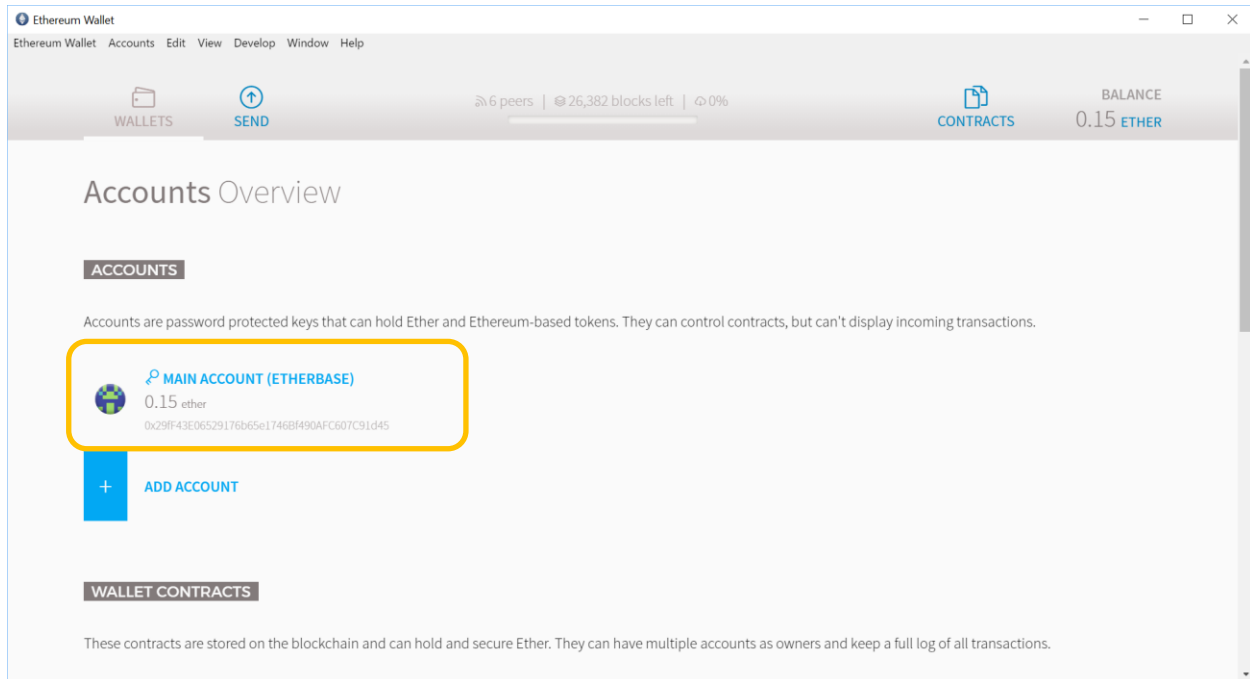 Ethereum Wallet
Ethereum Wallet Accounts Edit View Develop Window Help
6 peers | 26,382 blocks left | 0%
WALLETS SEND CONTRACTS
BALANCE
0.15 ETHER
Accounts Overview
ACCOUNTS
Accounts are password protected keys that can hold Ether and Ethereum-based tokens. They can control contracts, but can't display incoming transactions.
MAIN ACCOUNT (ETHERBASE)
0.15 ether
0x29fF43E06529176b65e1746Bf490AFC607C91d45
+ ADD ACCOUNT
WALLET CONTRACTS
These contracts are stored on the blockchain and can hold and secure Ether. They can have multiple accounts as owners and keep a full log of all transactions.